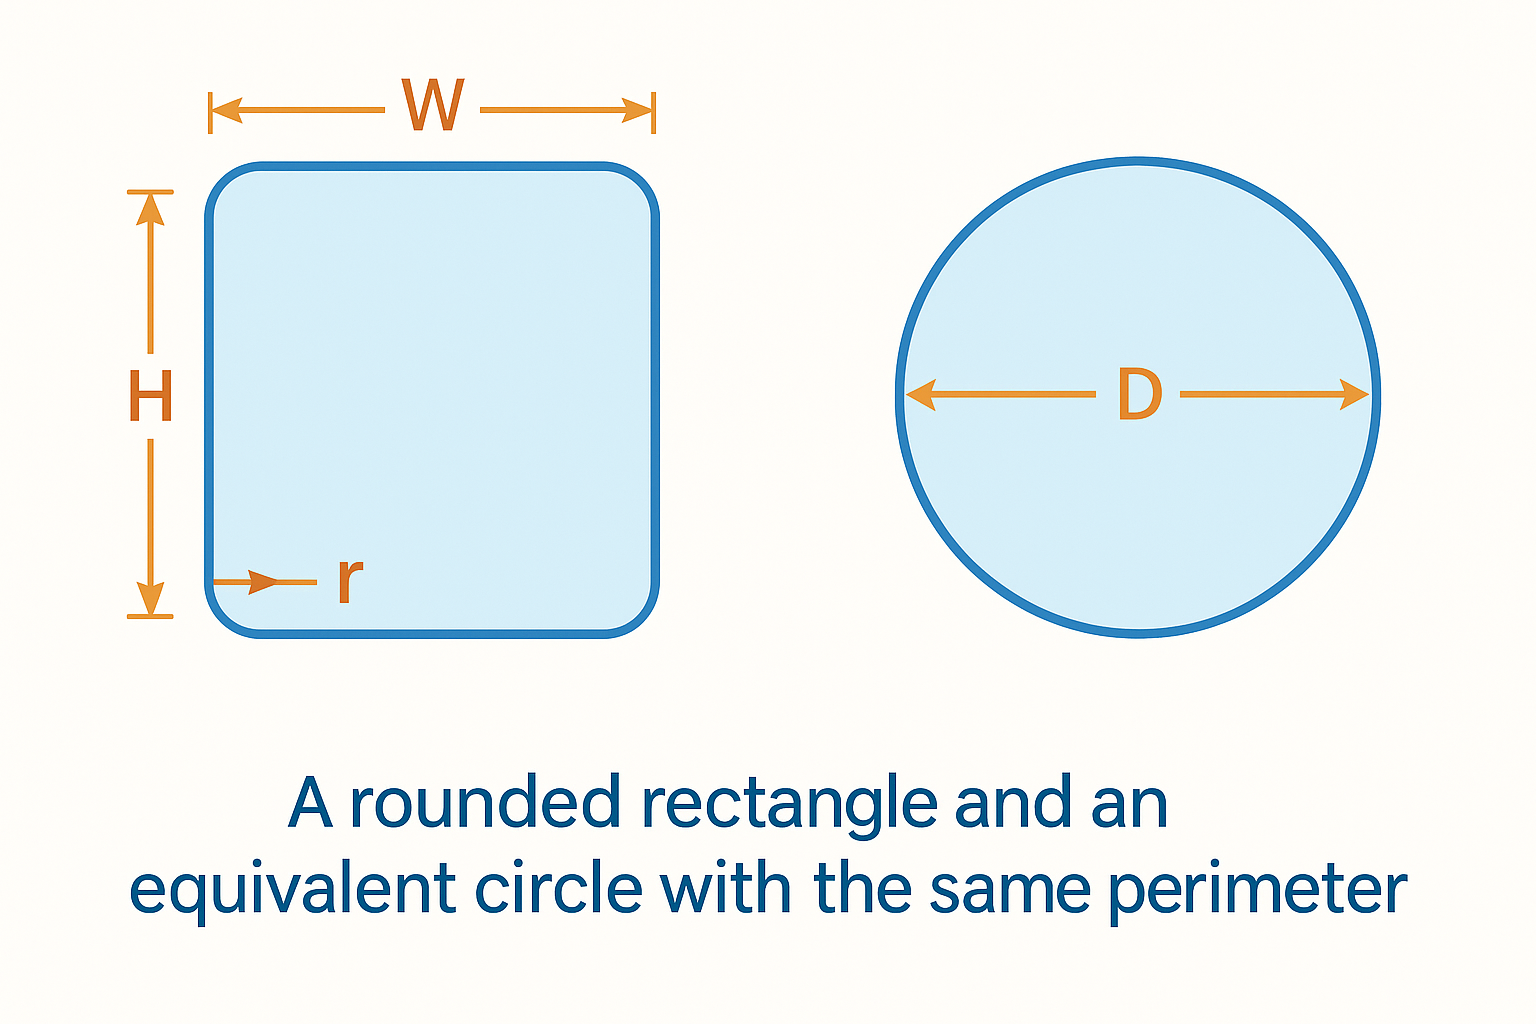 W
H
D
r
A rounded rectangle and an
equivalent circle with the same perimeter